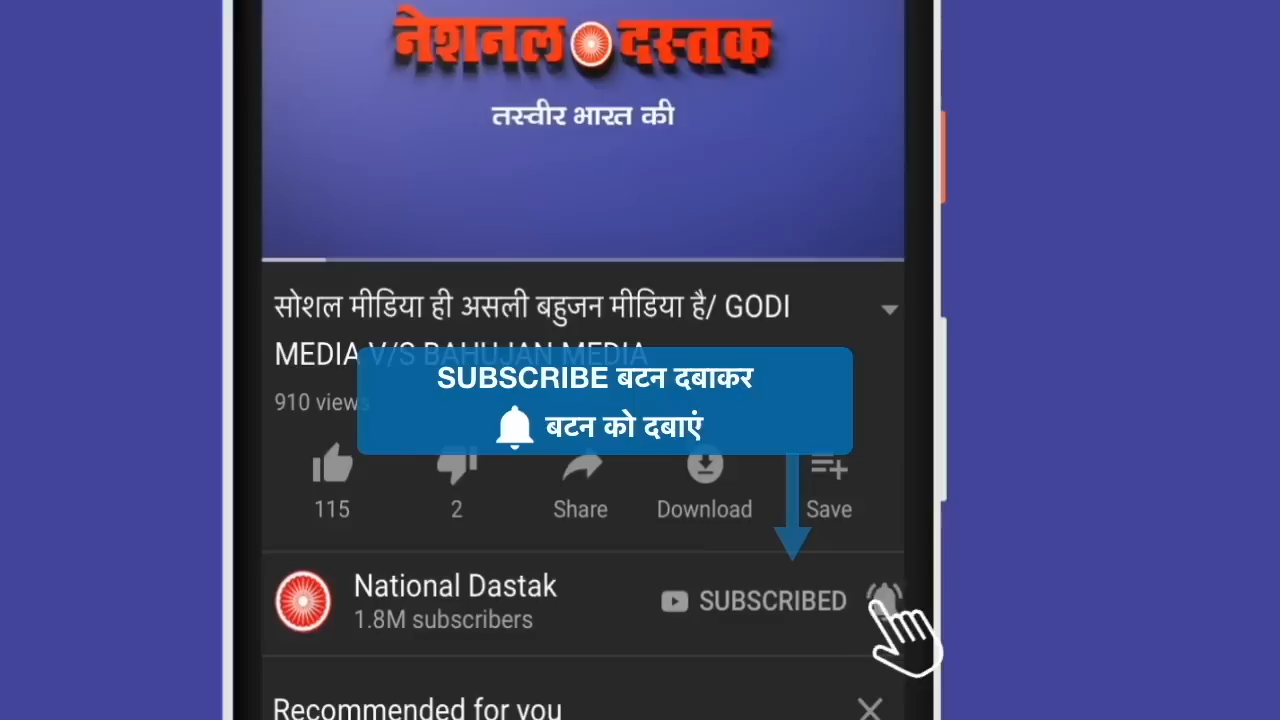 नेशनल दस्तक
तस्वीर भारत की
सोशल मीडिया ही असली बहुजन मीडिया है/ GODI
MEDIA V/S BAHUJAN MEDIA
910 views
SUBSCRIBE बटन दबाकर
बटन को दबाएं
115
2
Share
Download
Save
National Dastak
1.8M subscribers
SUBSCRIBED
Recommended for you